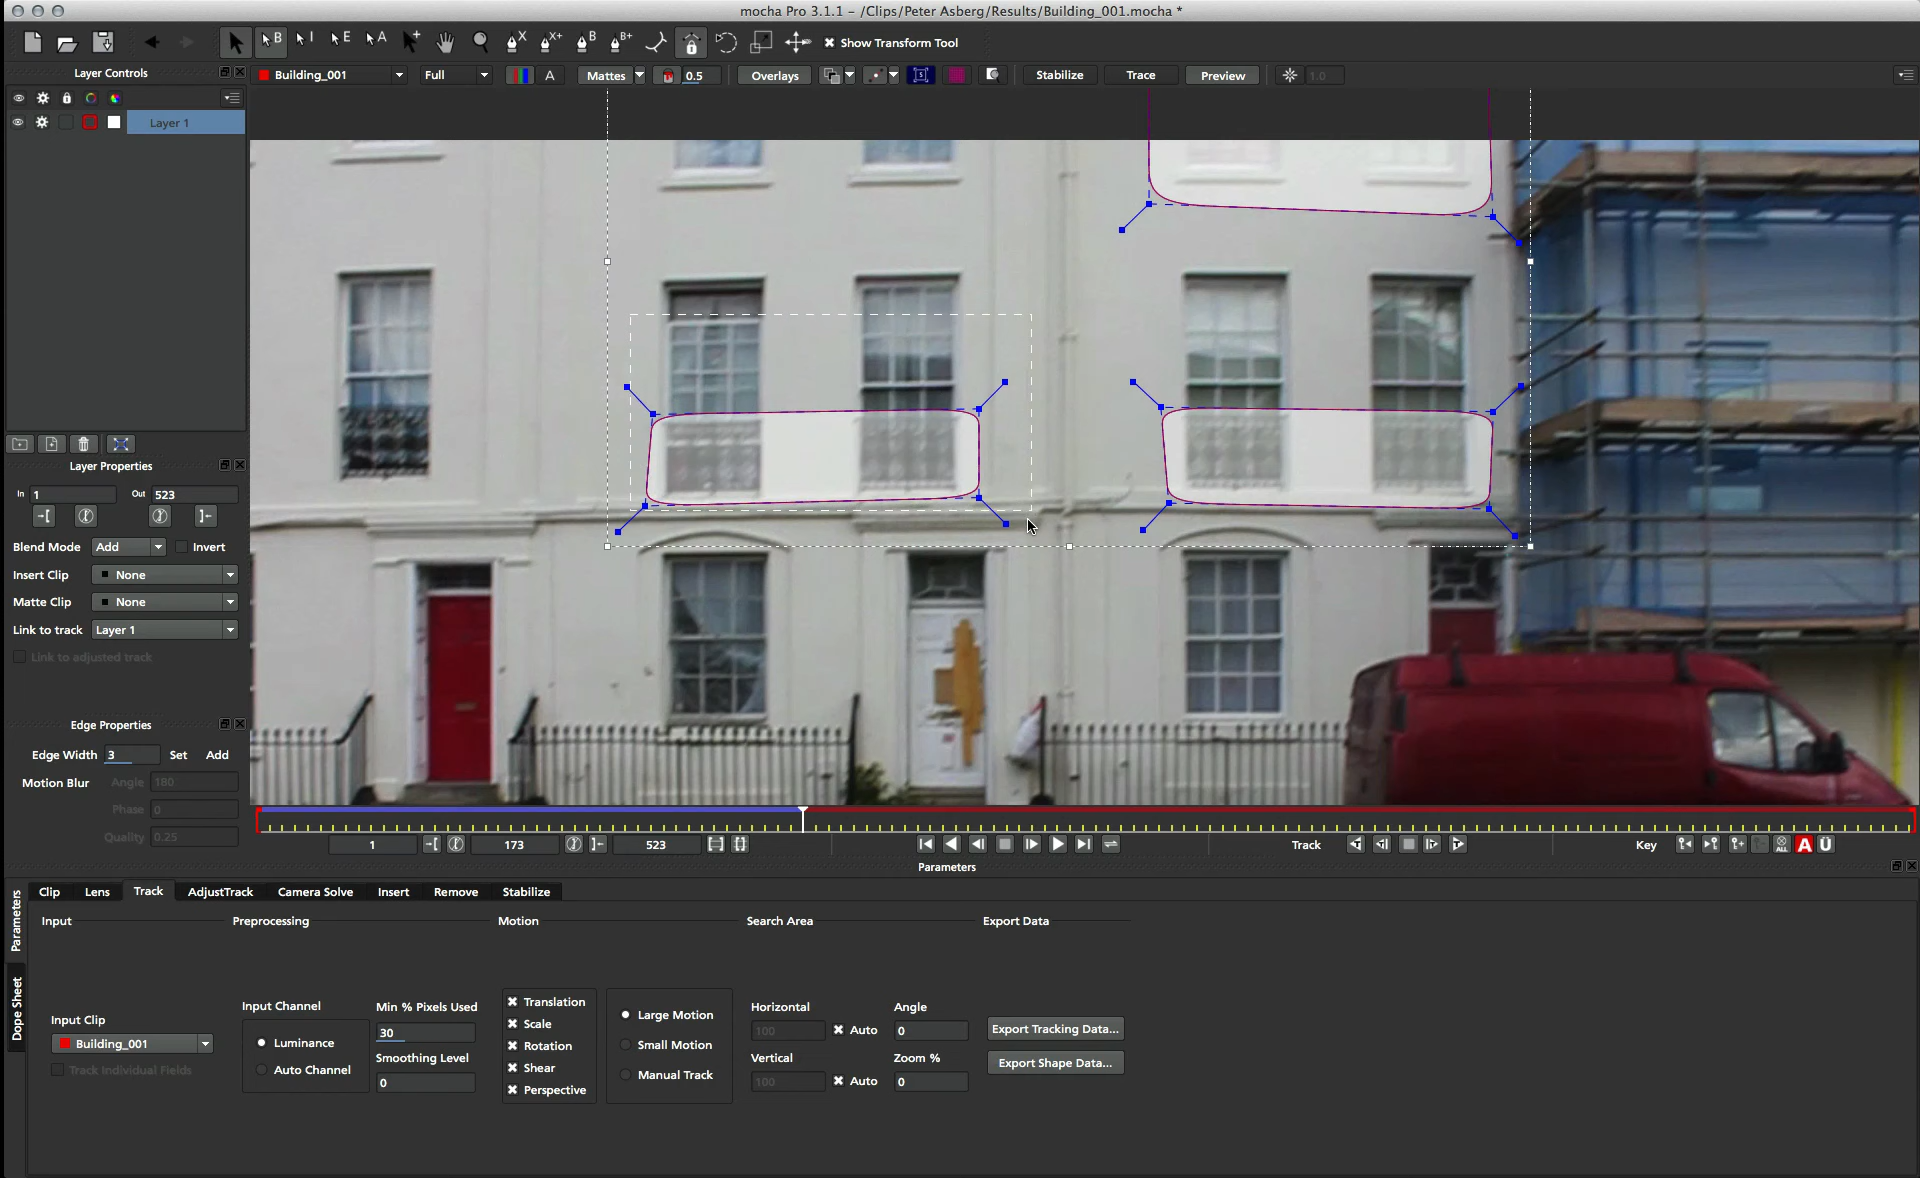 mocha Pro 3.1.1 – /Clips/Peter Asberg/Results/Building_001.mocha *
B I E A X X+ B B+ Show Transform Tool
Layer Controls
Building_001 Full A Mattes 0.5 Overlays Stabilize Trace Preview 1.0
Layer 1
Layer Properties
In 1 Out 523
Blend Mode Add Invert
Insert Clip None
Matte Clip None
Link to track Layer 1
Link to adjusted track
Edge Properties
Edge Width 3 Set Add
Motion Blur Angle 180
Phase 0
Quality 0.25
1 173 523 Track Key ALL A Ü
Parameters
Parameters
Dope Sheet
Clip Lens Track AdjustTrack Camera Solve Insert Remove Stabilize
Input Preprocessing Motion Search Area Export Data
Input Clip
Building_001
Track Individual Fields
Input Channel
Luminance
Auto Channel
Min % Pixels Used
30
Smoothing Level
0
Translation
Scale
Rotation
Shear
Perspective
Large Motion
Small Motion
Manual Track
Horizontal
100 Auto
Vertical
100 Auto
Angle
0
Zoom %
0
Export Tracking Data...
Export Shape Data...